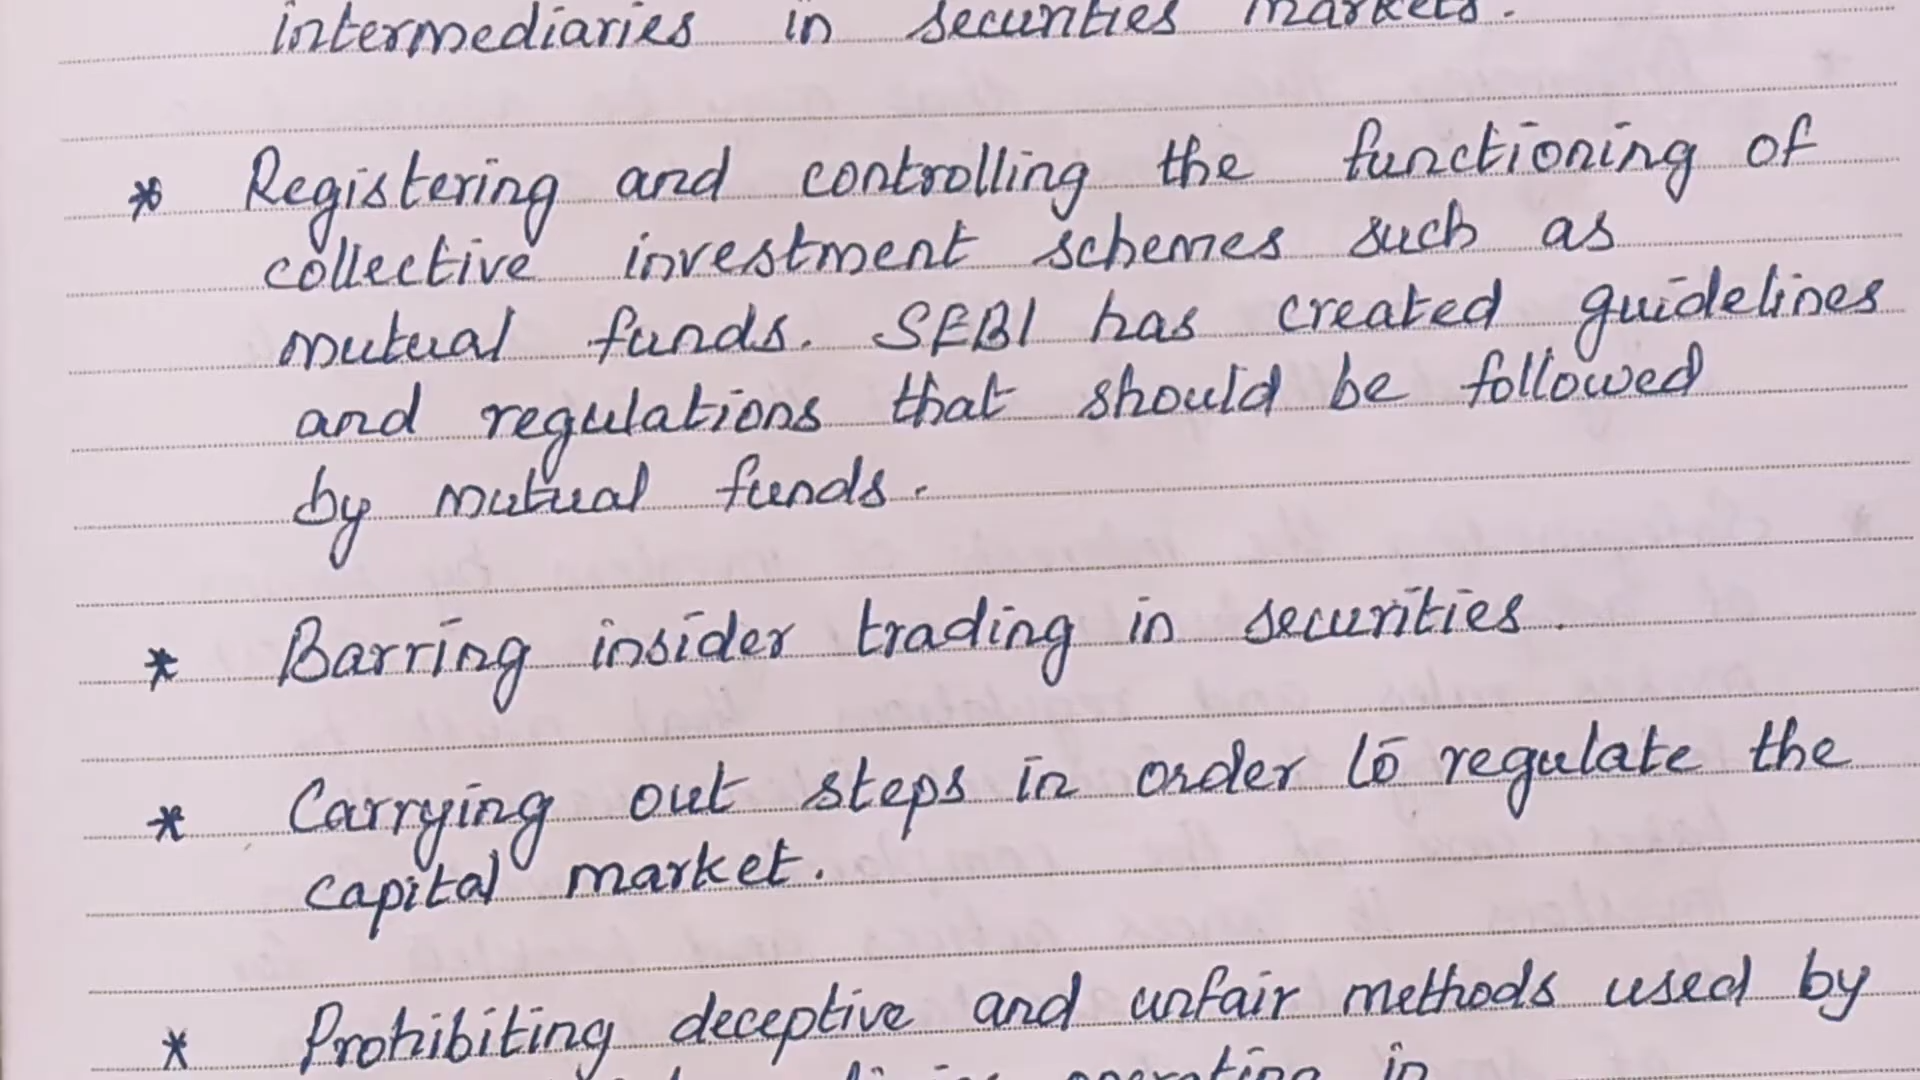 intermediaries in securities markets.
* Registering and controlling the functioning of
collective investment schemes such as
mutual funds. SEBI has created guidelines
and regulations that should be followed
by mutual funds.
* Barring insider trading in securities.
* Carrying out steps in order to regulate the
capital market.
* Prohibiting deceptive and unfair methods used by
operating in